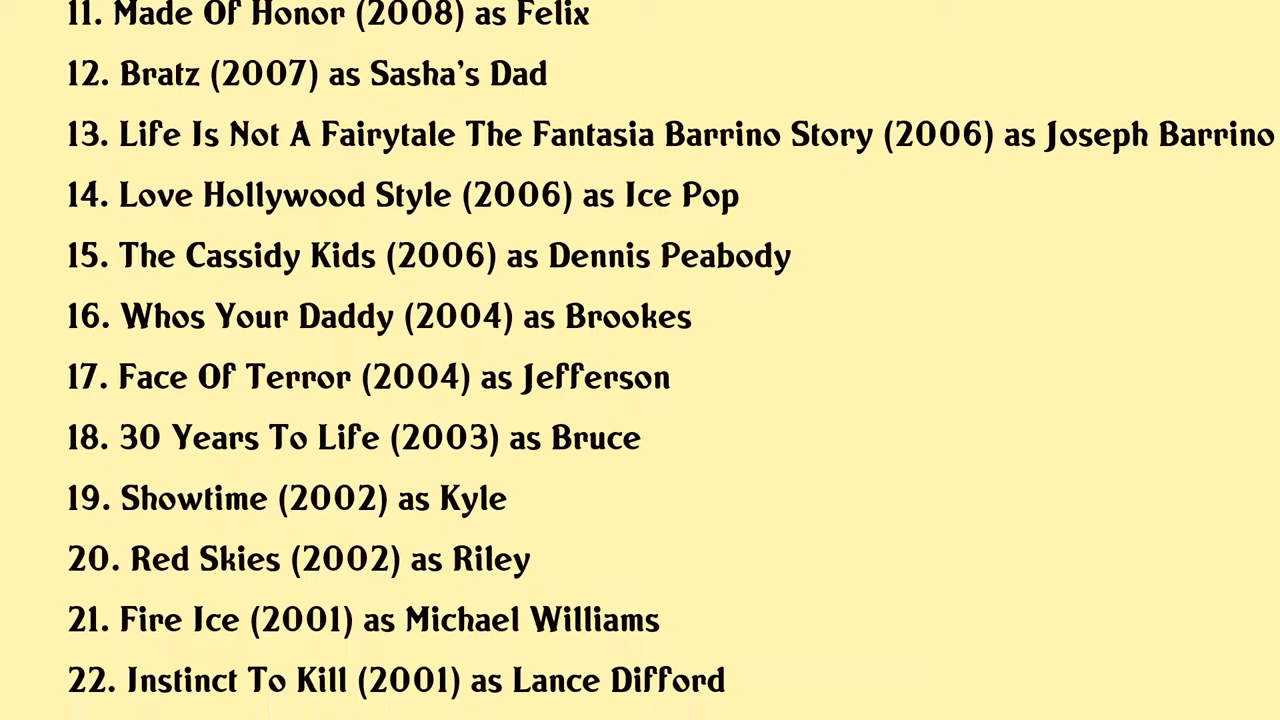 11. Made Of Honor (2008) as Felix
12. Bratz (2007) as Sasha's Dad
13. Life Is Not A Fairytale The Fantasia Barrino Story (2006) as Joseph Barrino
14. Love Hollywood Style (2006) as Ice Pop
15. The Cassidy Kids (2006) as Dennis Peabody
16. Whos Your Daddy (2004) as Brookes
17. Face Of Terror (2004) as Jefferson
18. 30 Years To Life (2003) as Bruce
19. Showtime (2002) as Kyle
20. Red Skies (2002) as Riley
21. Fire Ice (2001) as Michael Williams
22. Instinct To Kill (2001) as Lance Difford